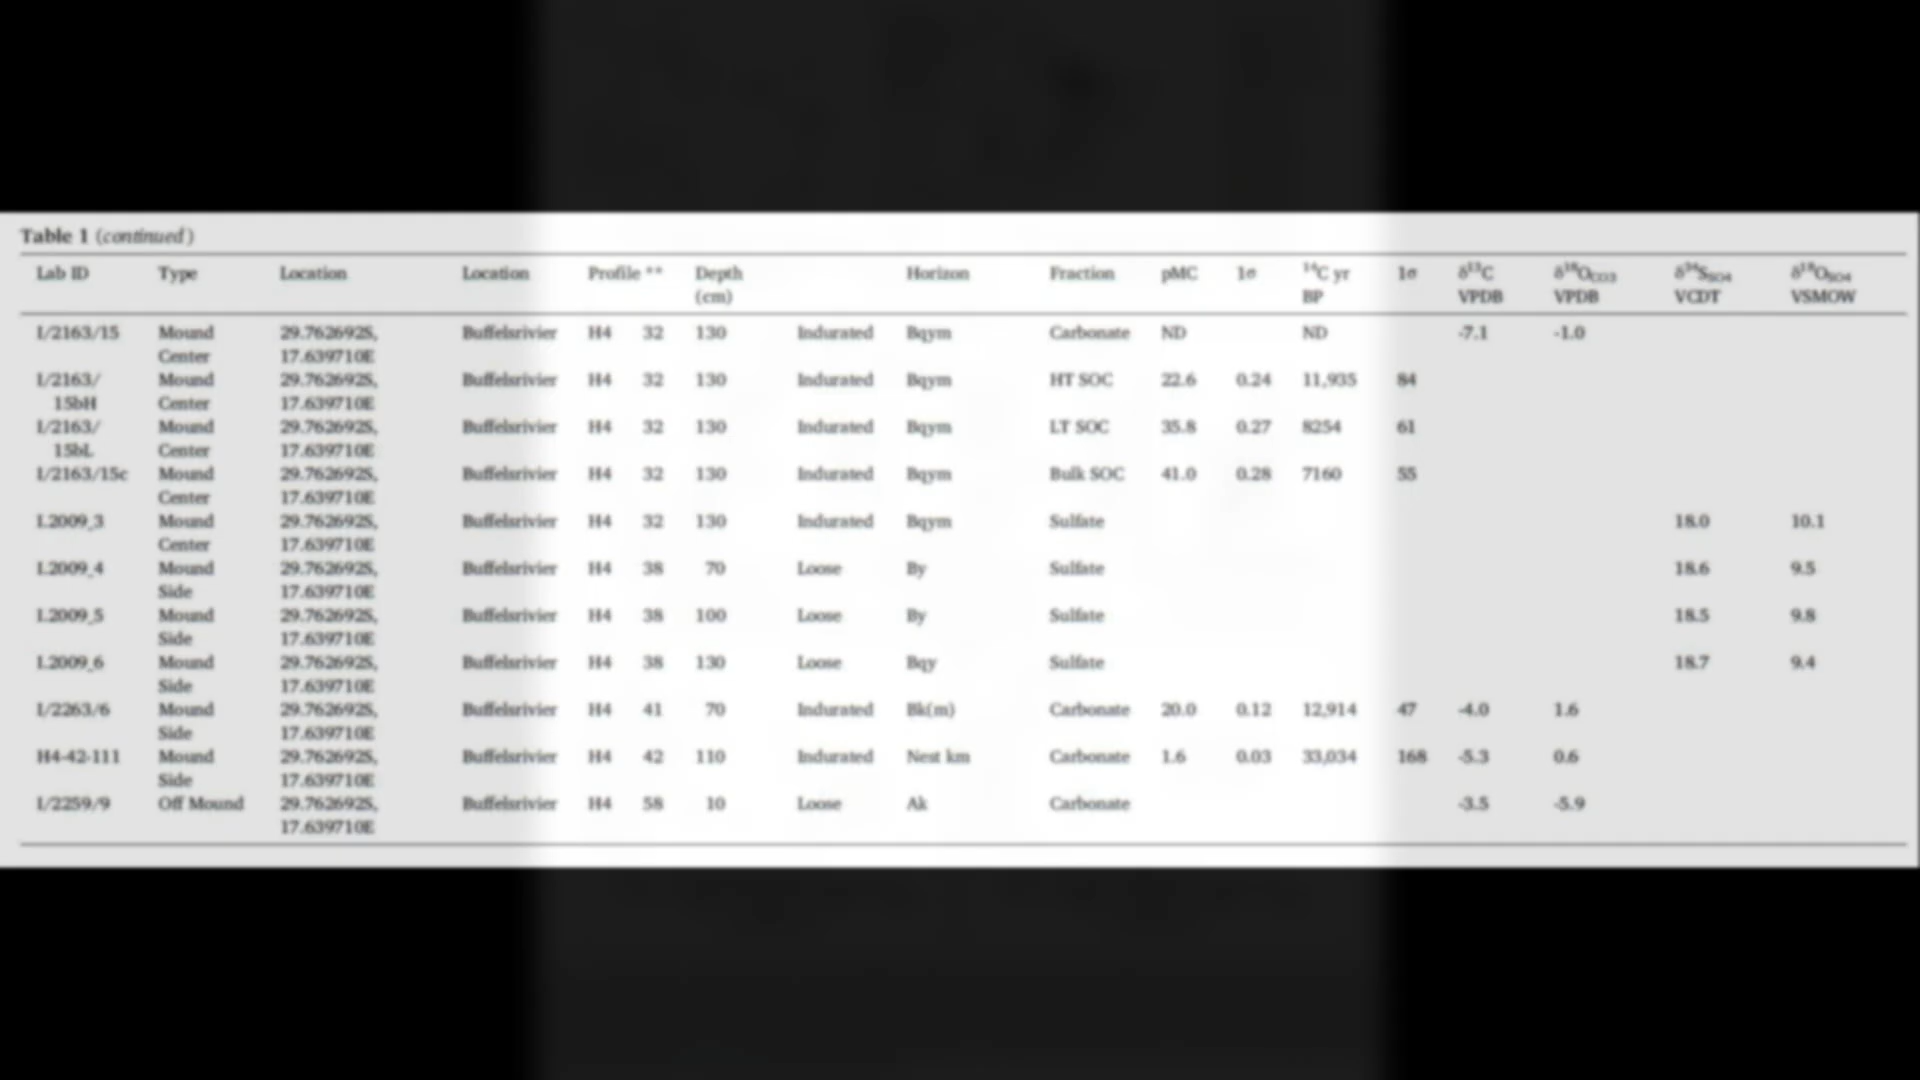 Table 1 (continued)
Lab ID Type Location Location Profile ** Depth Horizon Fraction pMC 1σ ¹⁴C yr 1σ δ¹³C δ¹⁸O_CO3 δ³⁴S_SO4 δ¹⁸O_SO4
(cm) BP VPDB VPDB VCDT VSMOW
I/2163/15 Mound 29.762692S, Buffelsrivier H4 32 130 Indurated Bqym Carbonate ND ND -7.1 -1.0
Center 17.639710E
I/2163/ Mound 29.762692S, Buffelsrivier H4 32 130 Indurated Bqym HT SOC 22.6 0.24 11,935 84
15bH Center 17.639710E
I/2163/ Mound 29.762692S, Buffelsrivier H4 32 130 Indurated Bqym LT SOC 35.8 0.27 8254 61
15bL Center 17.639710E
I/2163/15c Mound 29.762692S, Buffelsrivier H4 32 130 Indurated Bqym Bulk SOC 41.0 0.28 7160 55
Center 17.639710E
I.2009_3 Mound 29.762692S, Buffelsrivier H4 32 130 Indurated Bqym Sulfate 18.0 10.1
Center 17.639710E
I.2009_4 Mound 29.762692S, Buffelsrivier H4 38 70 Loose By Sulfate 18.6 9.5
Side 17.639710E
I.2009_5 Mound 29.762692S, Buffelsrivier H4 38 100 Loose By Sulfate 18.5 9.8
Side 17.639710E
I.2009_6 Mound 29.762692S, Buffelsrivier H4 38 130 Loose Bqy Sulfate 18.7 9.4
Side 17.639710E
I/2263/6 Mound 29.762692S, Buffelsrivier H4 41 70 Indurated Bk(m) Carbonate 20.0 0.12 12,914 47 -4.0 1.6
Side 17.639710E
H4-42-111 Mound 29.762692S, Buffelsrivier H4 42 110 Indurated Nest km Carbonate 1.6 0.03 33,034 168 -5.3 0.6
Side 17.639710E
I/2259/9 Off Mound 29.762692S, Buffelsrivier H4 58 10 Loose Ak Carbonate -3.5 -5.9
17.639710E